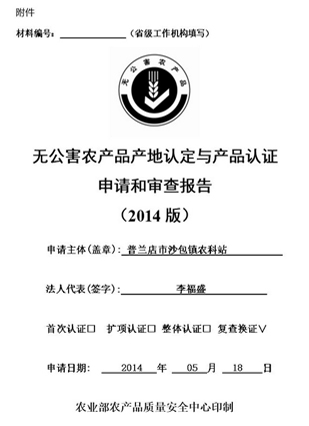 附件
材料编号：（省级工作机构填写）
无公害农产品
无公害农产品产地认定与产品认证
申请和审查报告
（2014 版）
申请主体(盖章)：普兰店市沙包镇农科站
法人代表(签字)：李福盛
首次认证□ 扩项认证□ 整体认证□ 复查换证√
申请日期： 2014 年 05 月 18 日
农业部农产品质量安全中心印制